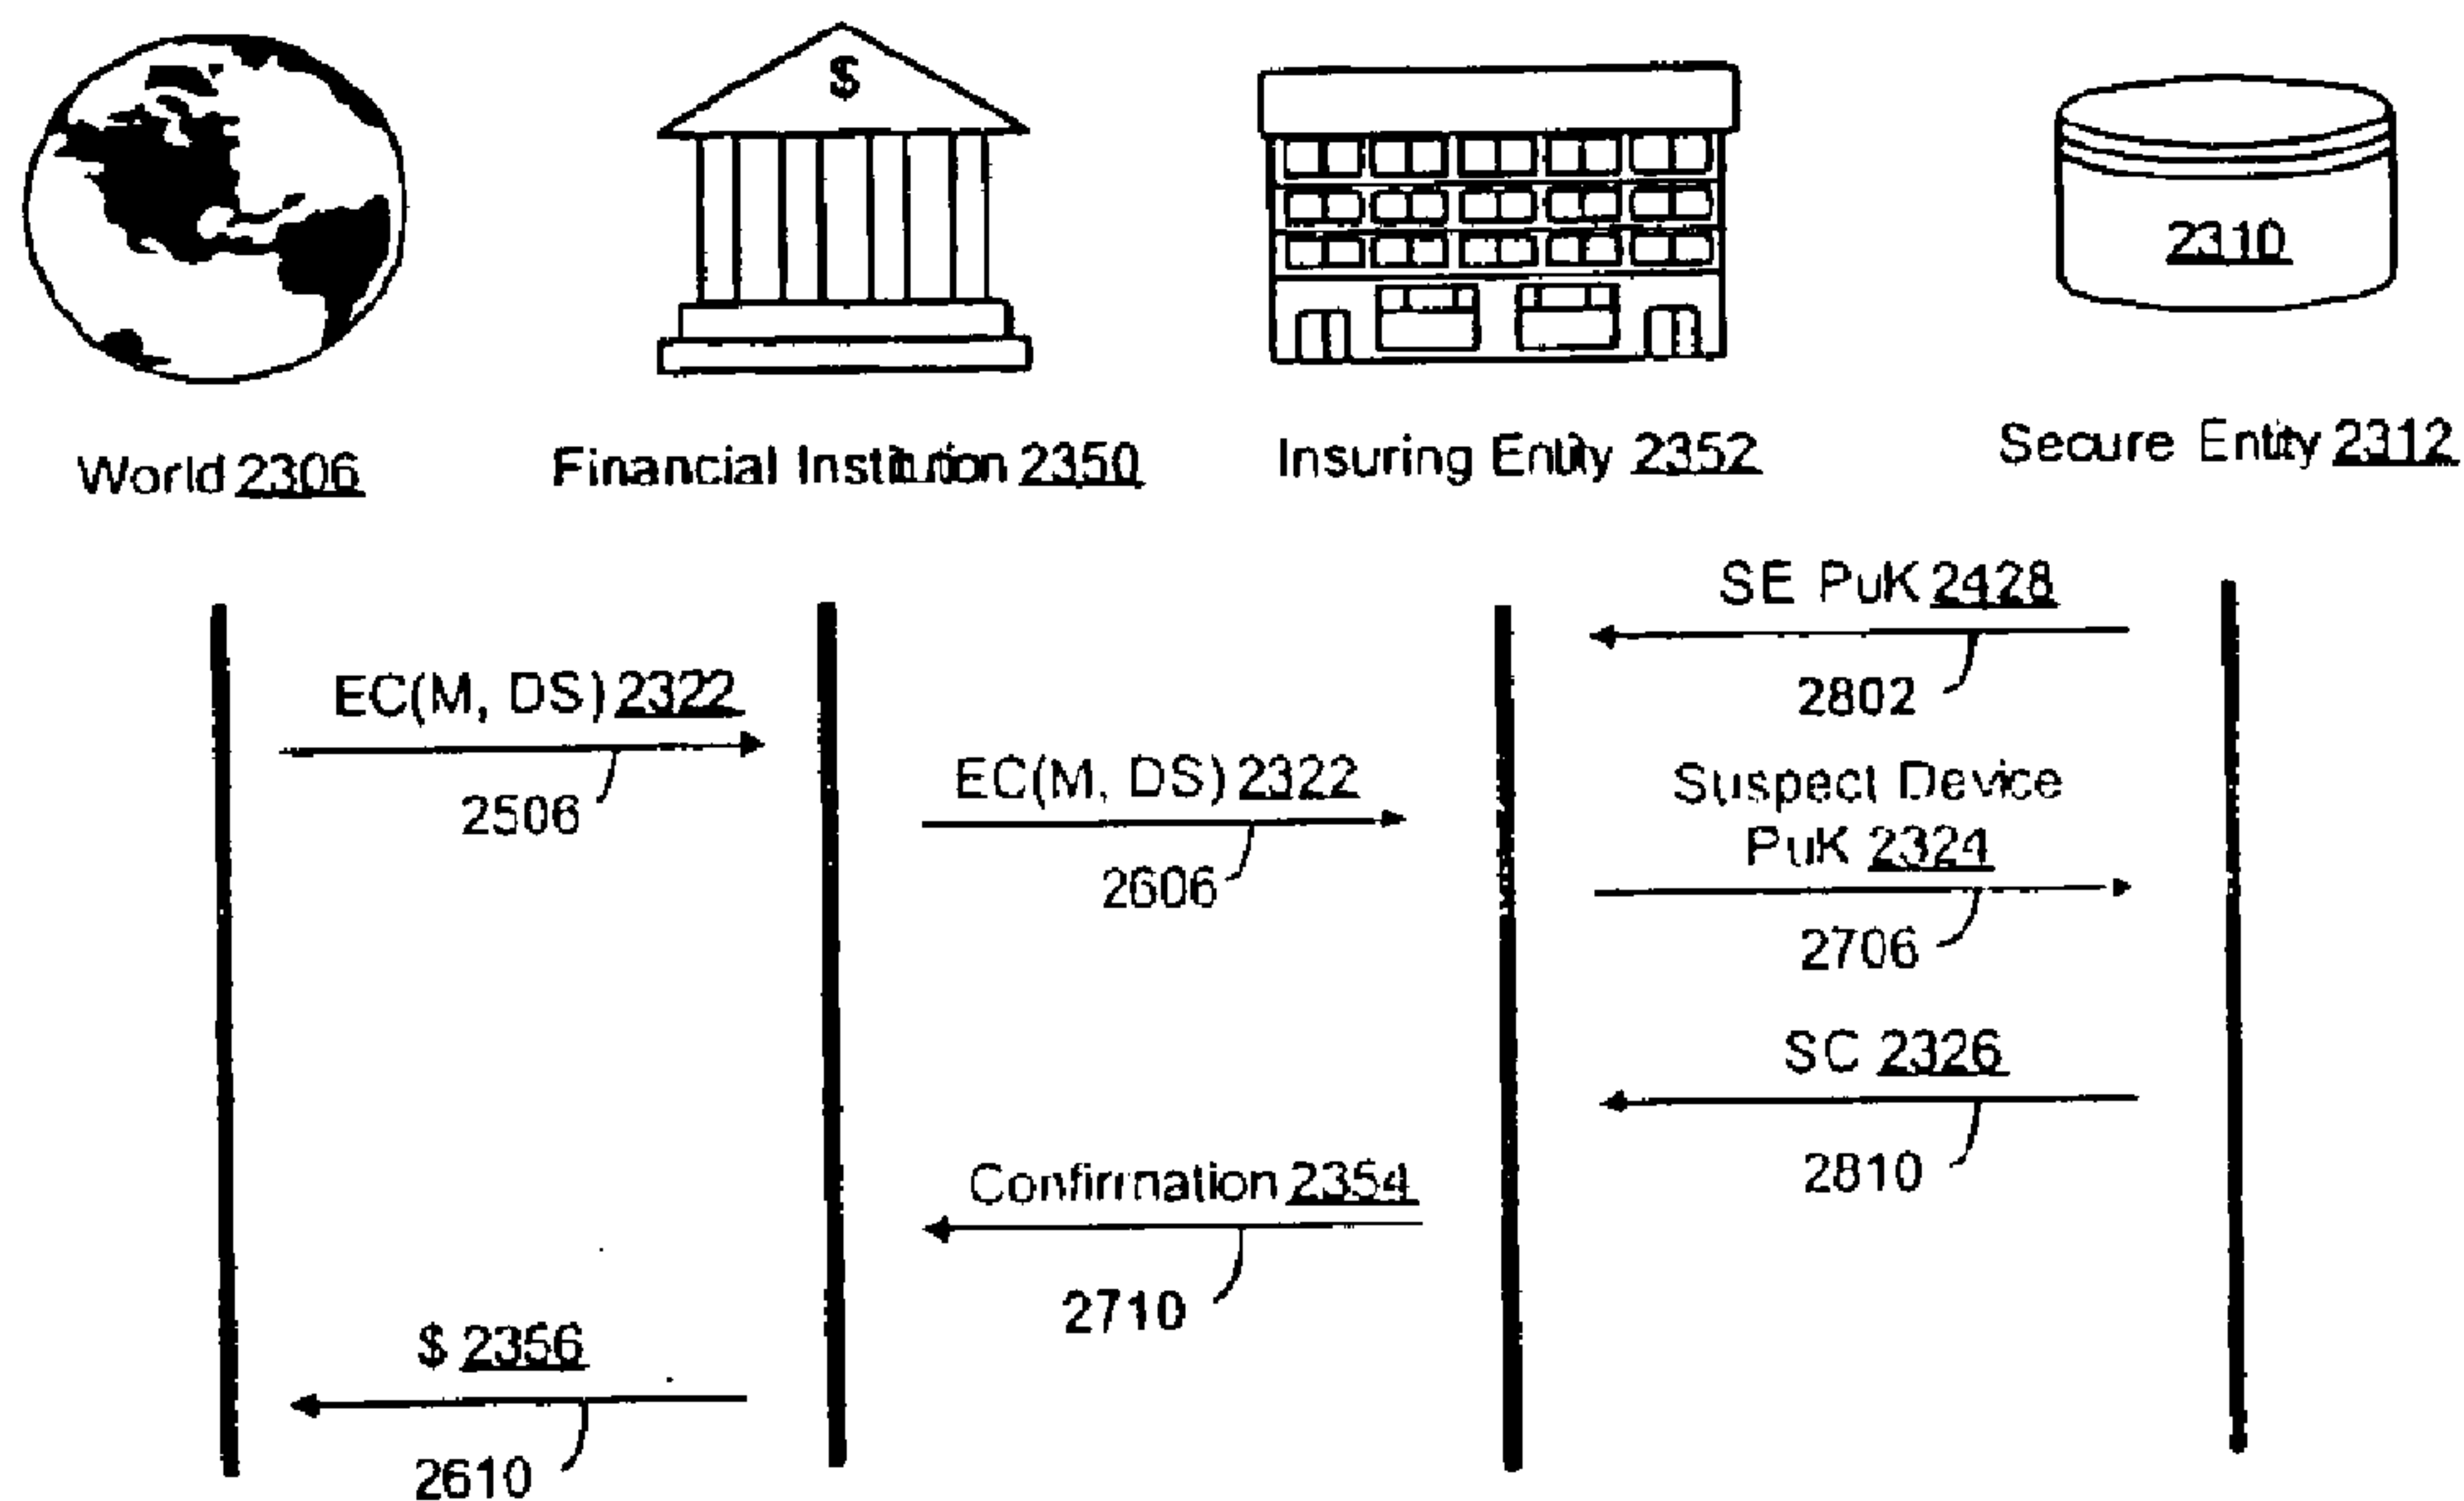 $
2310
World 2306
Financial Institution 2350
Insuring Entity 2352
Secure Entity 2312
SE PuK 2428
2802
EC(M, DS) 2322
2506
EC(M, DS) 2322
2606
Suspect Device
PuK 2324
2706
SC 2326
2810
Confirmation 2354
2710
$ 2356
2610